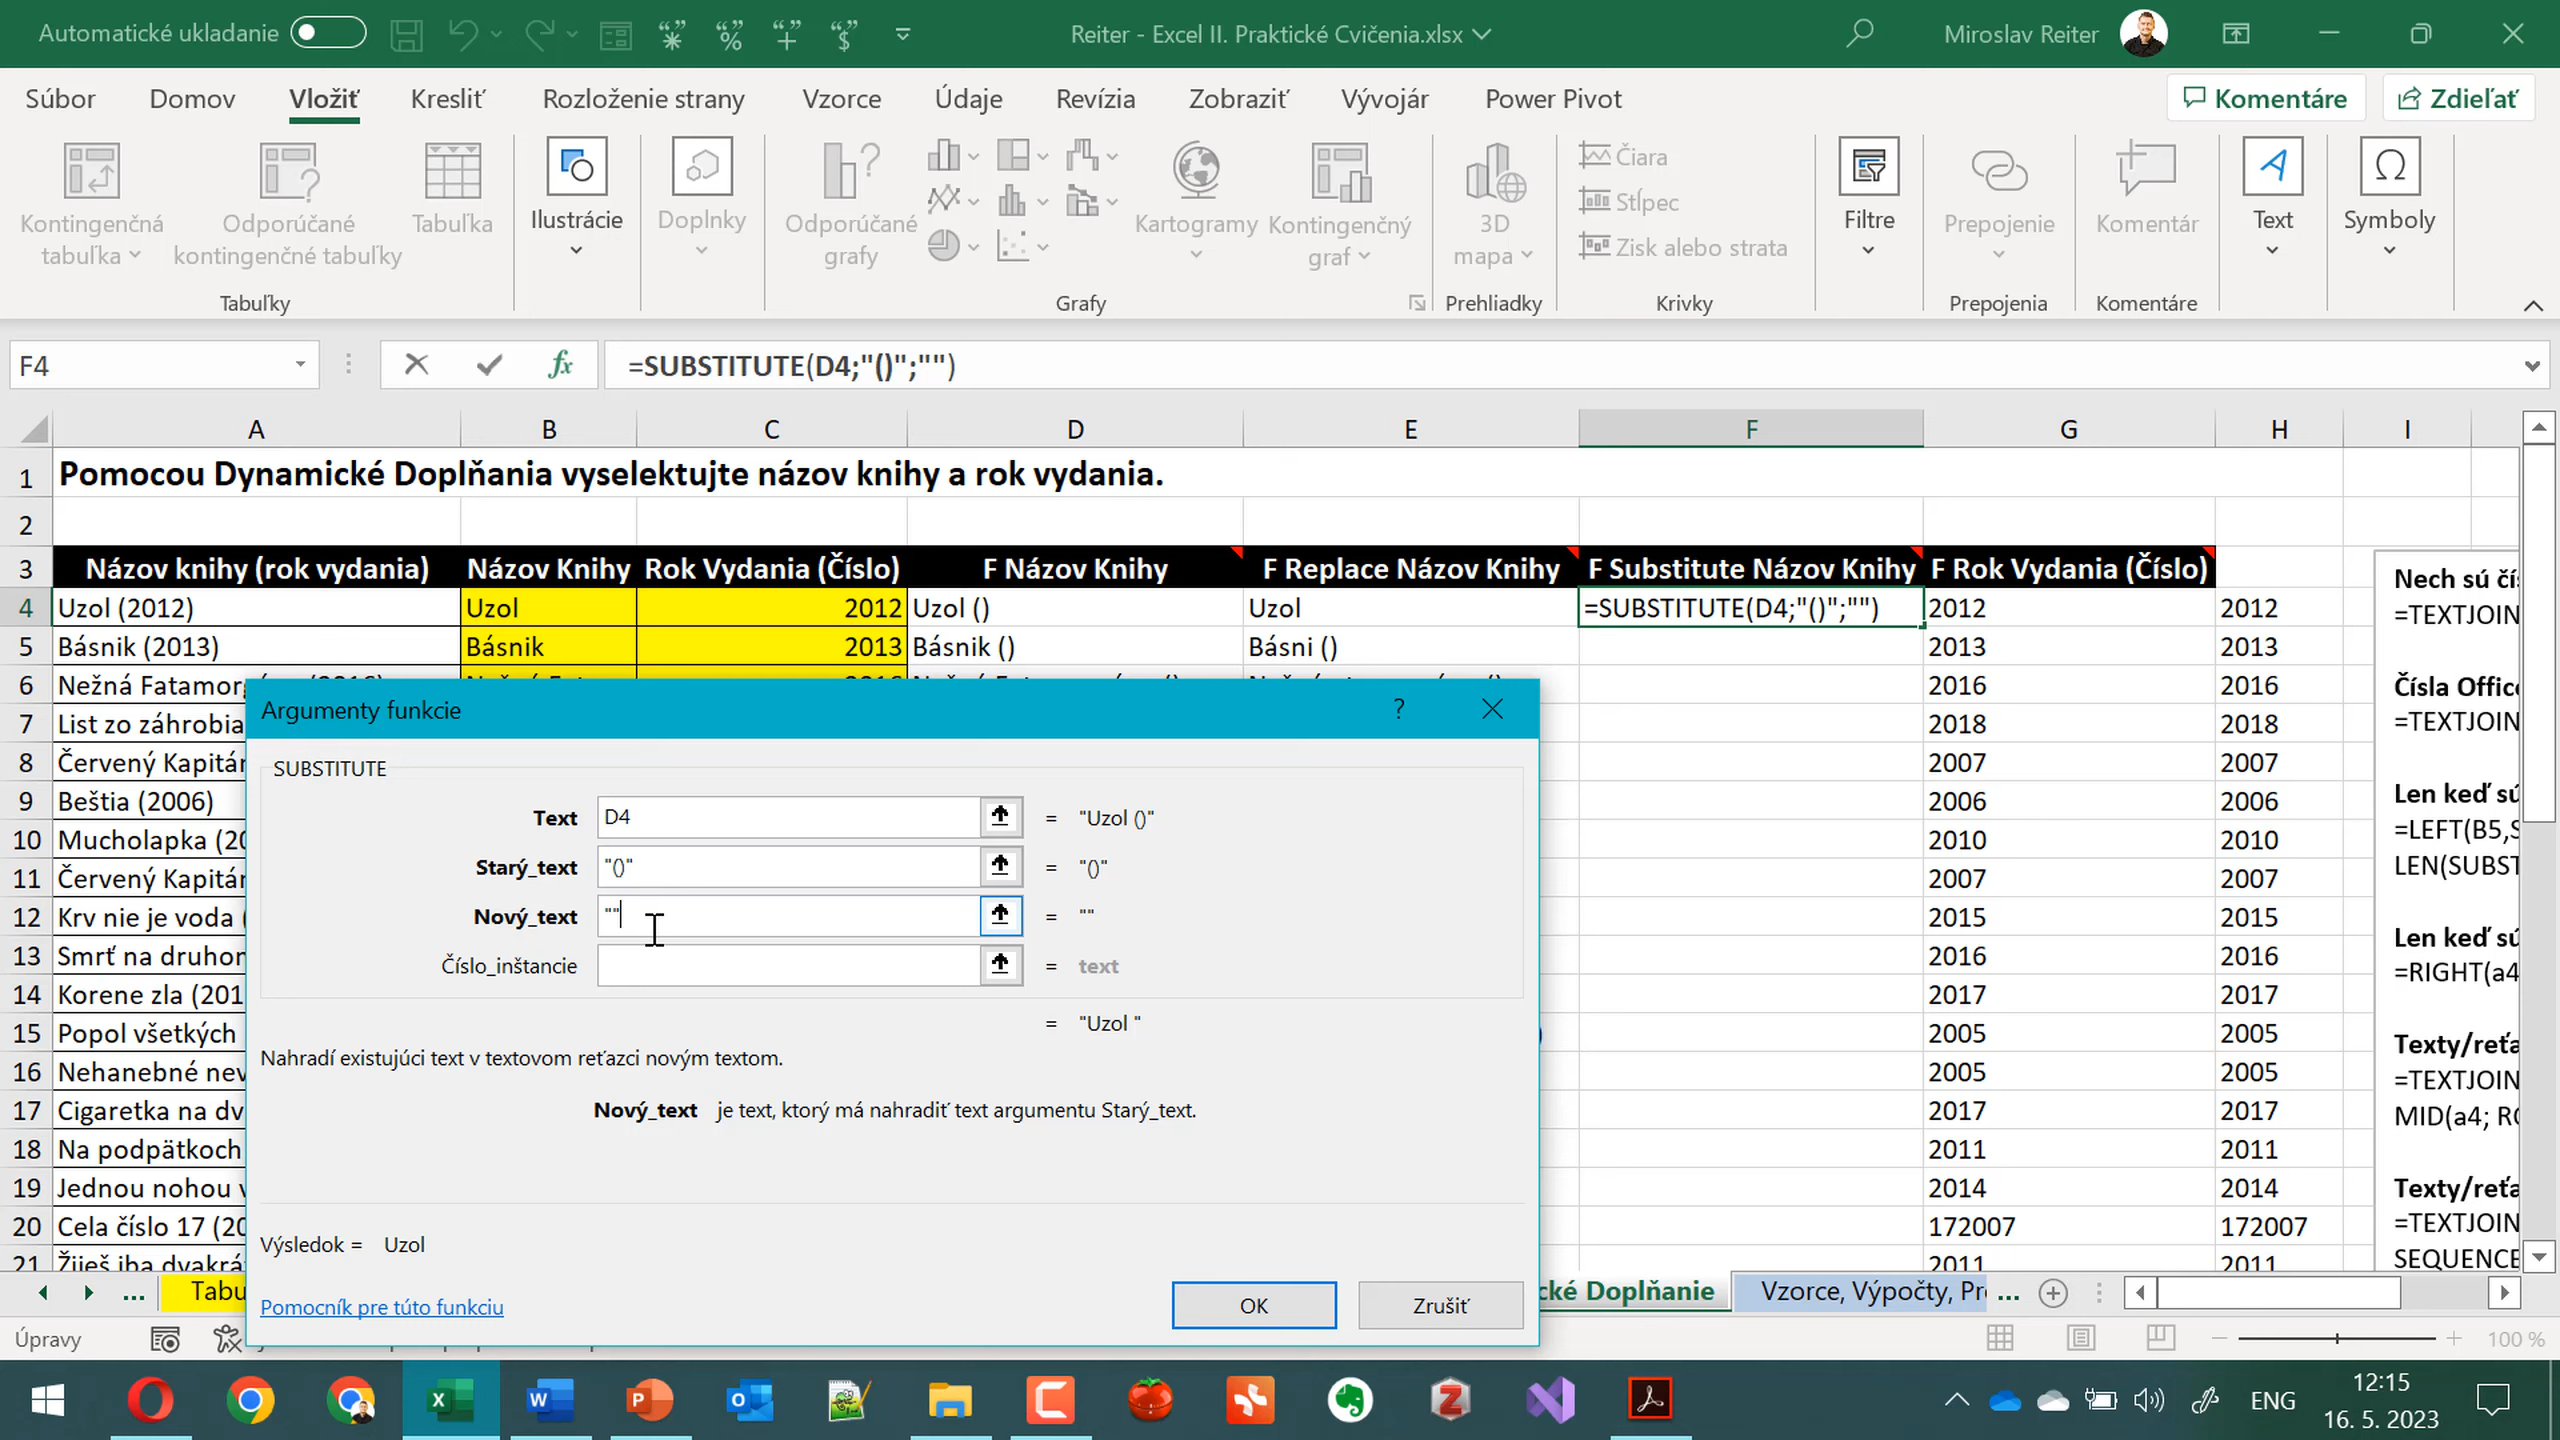 Automatické ukladanie
Reiter - Excel II. Praktické Cvičenia.xlsx
Miroslav Reiter
Súbor Domov Vložiť Kresliť Rozloženie strany Vzorce Údaje Revízia Zobraziť Vývojár Power Pivot
Komentáre Zdieľať
Kontingenčná tabuľka
Odporúčané kontingenčné tabuľky
Tabuľka
Ilustrácie
Doplnky
Odporúčané grafy
Kartogramy
Kontingenčný graf
3D mapa
Čiara
Stĺpec
Zisk alebo strata
Filtre
Prepojenie
Komentár
Text
Symboly
Tabuľky Grafy Prehliadky Krivky Prepojenia Komentáre
F4 fx =SUBSTITUTE(D4;"()";"")
A B C D E F G H I
1 Pomocou Dynamické Doplňania vyselektujte názov knihy a rok vydania.
2
3 Názov knihy (rok vydania) Názov Knihy Rok Vydania (Číslo) F Názov Knihy F Replace Názov Knihy F Substitute Názov Knihy F Rok Vydania (Číslo)
4 Uzol (2012) Uzol 2012 Uzol () Uzol =SUBSTITUTE(D4;"()";"") 2012 2012
5 Básnik (2013) Básnik 2013 Básnik () Básni () 2013 2013
6 Nežná Fatamor 2016 2016
7 List zo záhrobia 2018 2018
8 Červený Kapitán 2007 2007
9 Beštia (2006) 2006 2006
10 Mucholapka (20 2010 2010
11 Červený Kapitán 2007 2007
12 Krv nie je voda ( 2015 2015
13 Smrť na druhom 2016 2016
14 Korene zla (201 2017 2017
15 Popol všetkých 2005 2005
16 Nehanebné nev 2005 2005
17 Cigaretka na dv 2017 2017
18 Na podpätkoch 2011 2011
19 Jednou nohou v 2014 2014
20 Cela číslo 17 (20 172007 172007
21 Žiješ iba dvakrá 2011 2011
Nech sú čí
=TEXTJOIN
Čísla Offic
=TEXTJOIN
Len keď sú
=LEFT(B5,S
LEN(SUBST
Len keď sú
=RIGHT(a4
Texty/reťa
=TEXTJOIN
MID(a4; RO
Texty/reťa
=TEXTJOIN
SEQUENCE
Argumenty funkcie ?
SUBSTITUTE
Text D4 = "Uzol ()"
Starý_text "()" = "()"
Nový_text "" = ""
Číslo_inštancie = text
= "Uzol "
Nahradí existujúci text v textovom reťazci novým textom.
Nový_text je text, ktorý má nahradiť text argumentu Starý_text.
Výsledok = Uzol
Pomocník pre túto funkciu
OK Zrušiť
... Tabu cké Doplňanie Vzorce, Výpočty, Pr ...
Úpravy 100 %
ENG
12:15
16. 5. 2023